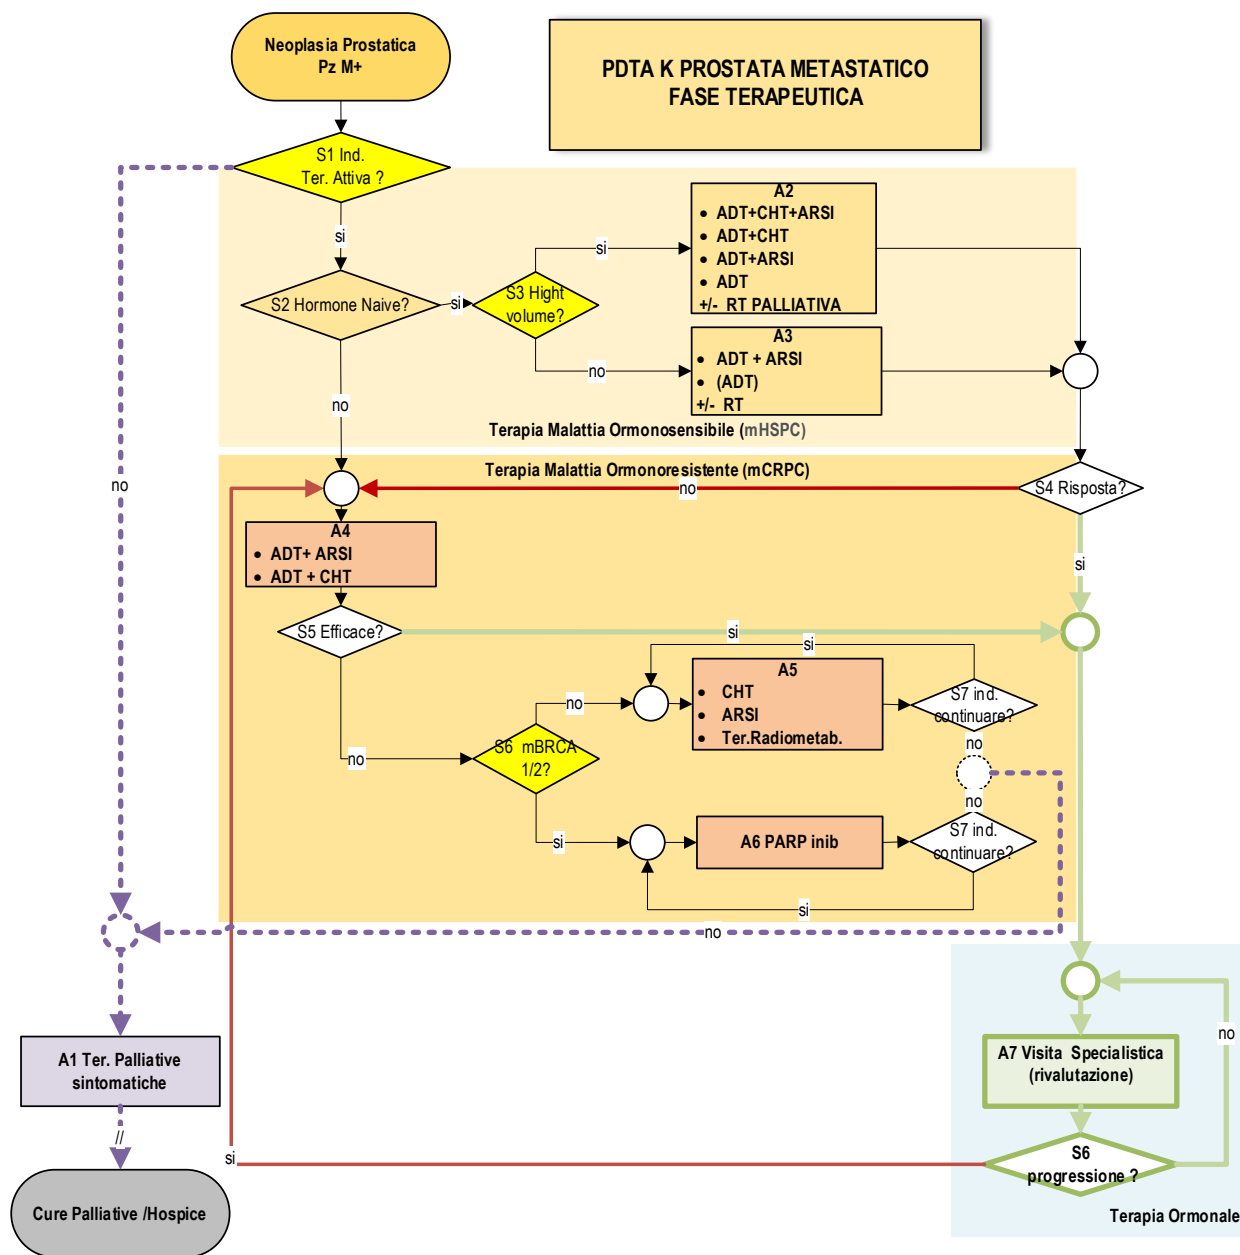 Neoplasia Prostatica
Pz M+
PDTA K PROSTATA METASTATICO
FASE TERAPEUTICA
S1 Ind.
Ter. Attiva ?
si
no
S2 Hormone Naive?
si
no
S3 Hight
volume?
si
no
A2
• ADT+CHT+ARSI
• ADT+CHT
• ADT+ARSI
• ADT
+/- RT PALLIATIVA
A3
• ADT + ARSI
• (ADT)
+/- RT
Terapia Malattia Ormonosensibile (mHSPC)
Terapia Malattia Ormonoresistente (mCRPC)
S4 Risposta?
no
si
A4
• ADT+ ARSI
• ADT + CHT
S5 Efficace?
si
no
S6 mBRCA
1/2?
no
si
A5
• CHT
• ARSI
• Ter.Radiometab.
S7 ind.
continuare?
si
no
A6 PARP inib
S7 ind.
continuare?
no
si
no
A1 Ter. Palliative
sintomatiche
//
Cure Palliative /Hospice
A7 Visita Specialistica
(rivalutazione)
S6
progressione ?
no
si
Terapia Ormonale